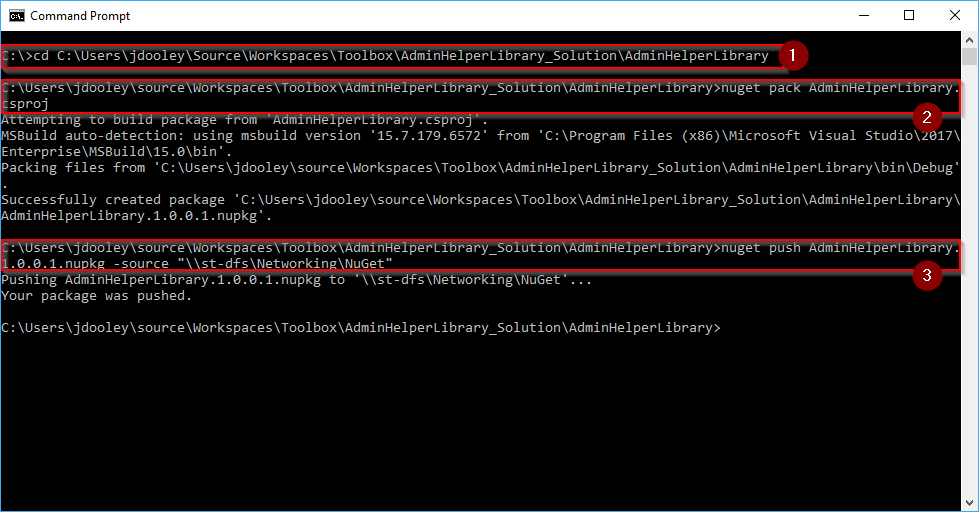 Command Prompt
C:\>cd C:\Users\jdooley\Source\Workspaces\Toolbox\AdminHelperLibrary_Solution\AdminHelperLibrary
1
C:\Users\jdooley\source\Workspaces\Toolbox\AdminHelperLibrary_Solution\AdminHelperLibrary>nuget pack AdminHelperLibrary.
csproj
2
Attempting to build package from 'AdminHelperLibrary.csproj'.
MSBuild auto-detection: using msbuild version '15.7.179.6572' from 'C:\Program Files (x86)\Microsoft Visual Studio\2017\
Enterprise\MSBuild\15.0\bin'.
Packing files from 'C:\Users\jdooley\source\Workspaces\Toolbox\AdminHelperLibrary_Solution\AdminHelperLibrary\bin\Debug'
.
Successfully created package 'C:\Users\jdooley\source\Workspaces\Toolbox\AdminHelperLibrary_Solution\AdminHelperLibrary\
AdminHelperLibrary.1.0.0.1.nupkg'.
C:\Users\jdooley\source\Workspaces\Toolbox\AdminHelperLibrary_Solution\AdminHelperLibrary>nuget push AdminHelperLibrary.
1.0.0.1.nupkg -source "\\st-dfs\Networking\NuGet"
3
Pushing AdminHelperLibrary.1.0.0.1.nupkg to '\\st-dfs\Networking\NuGet'...
Your package was pushed.
C:\Users\jdooley\source\Workspaces\Toolbox\AdminHelperLibrary_Solution\AdminHelperLibrary>